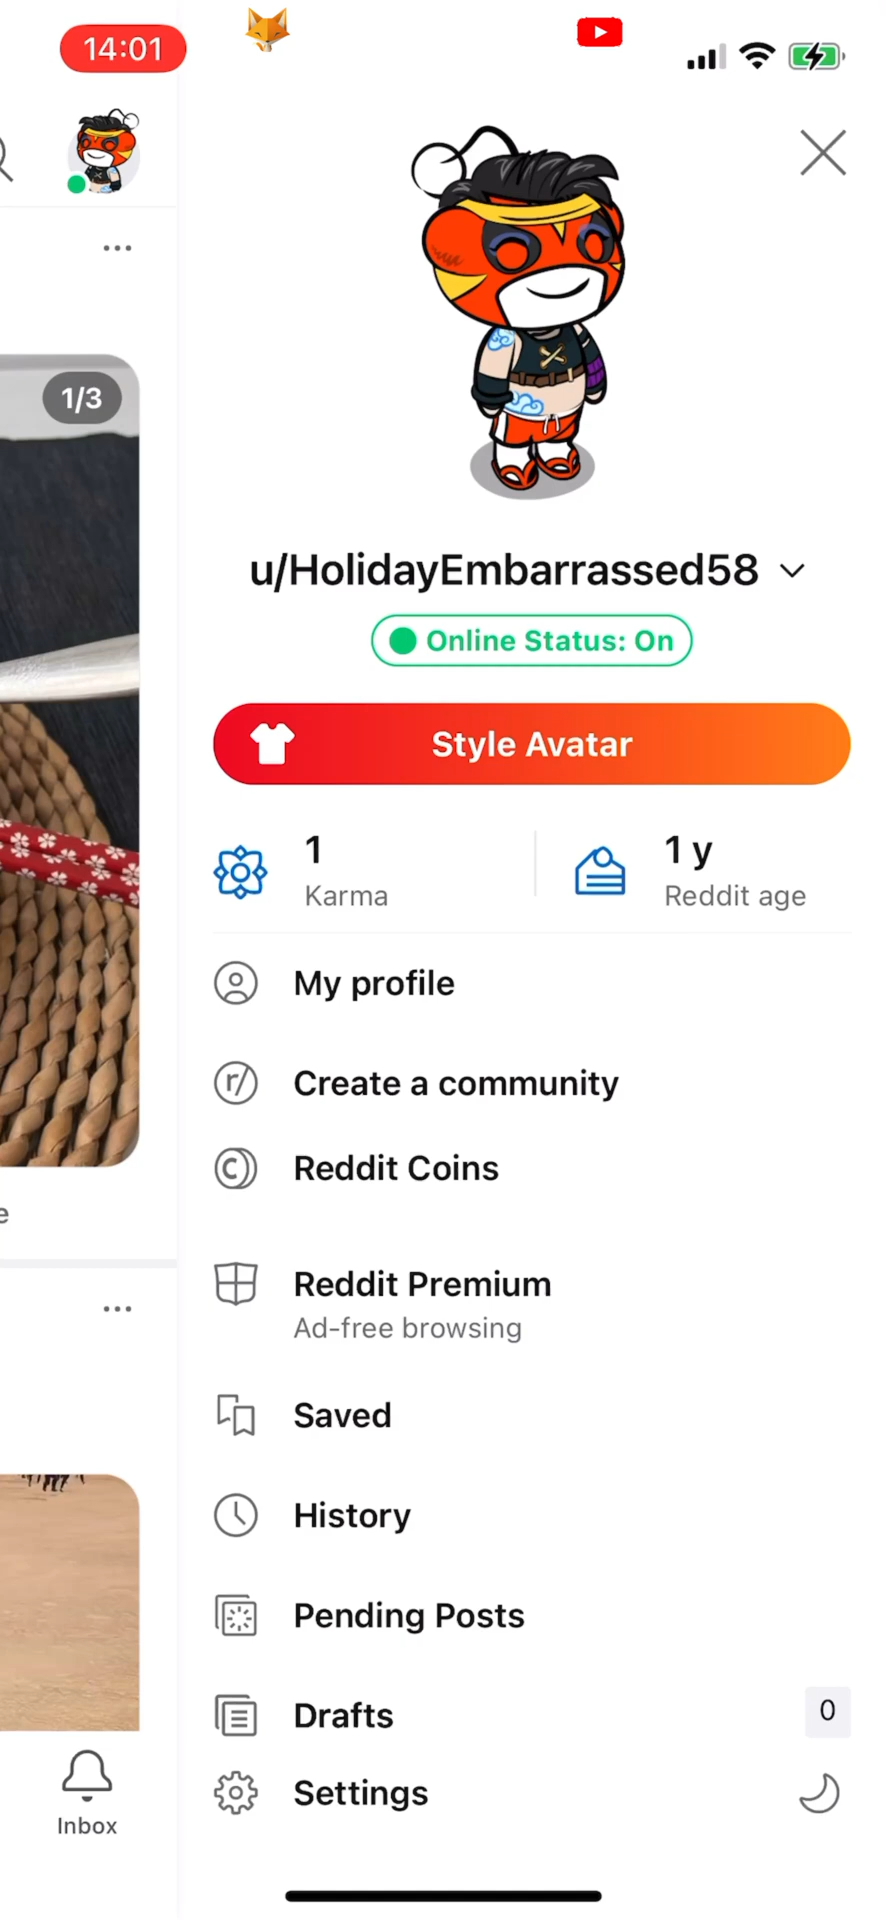 14:01
1/3
u/HolidayEmbarrassed58
Online Status: On
Style Avatar
1
Karma
1 y
Reddit age
My profile
r/
Create a community
Reddit Coins
Reddit Premium
Ad-free browsing
Saved
History
Pending Posts
Drafts
0
Settings
e
Inbox